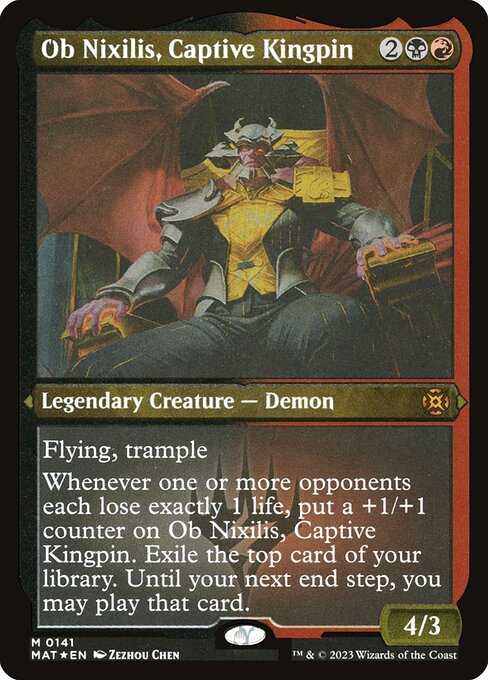 Ob Nixilis, Captive Kingpin 2
Legendary Creature — Demon
Flying, trample
Whenever one or more opponents
each lose exactly 1 life, put a +1/+1
counter on Ob Nixilis, Captive
Kingpin. Exile the top card of your
library. Until your next end step, you
may play that card.
4/3
M 0141
MAT★EN Zezhou Chen
™ & © 2023 Wizards of the Coast